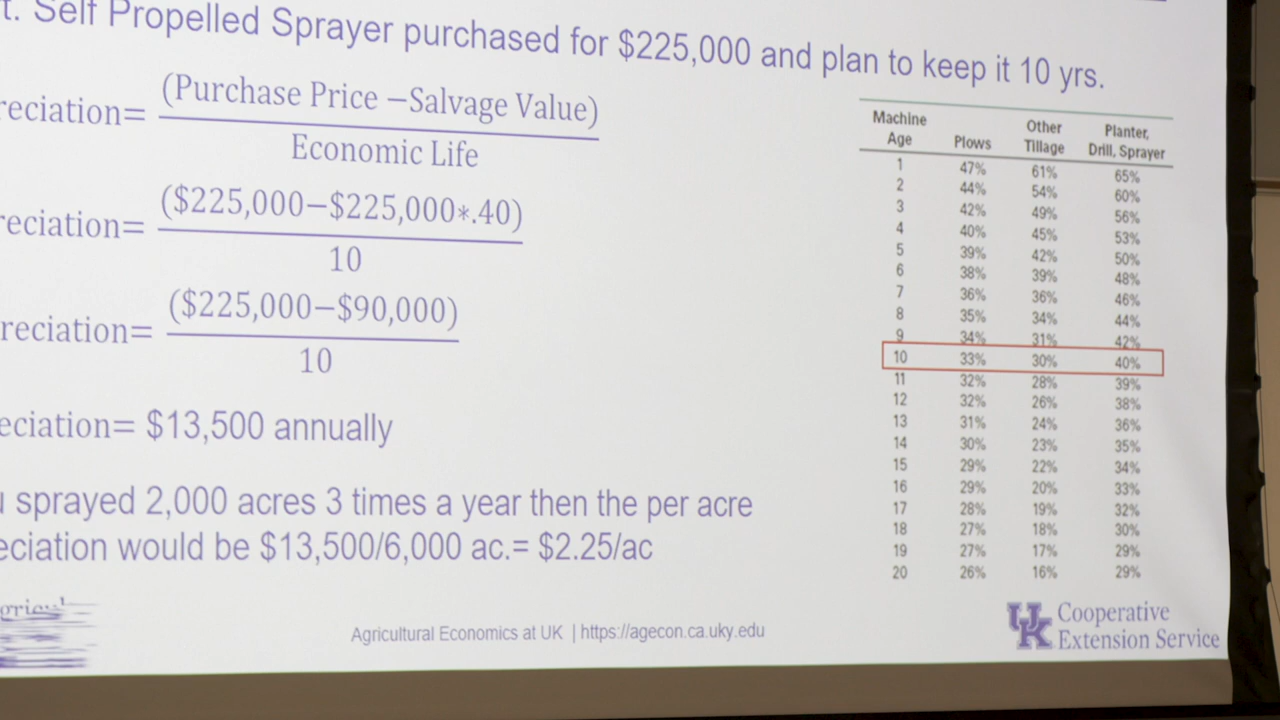 t. Self Propelled Sprayer purchased for $225,000 and plan to keep it 10 yrs.
reciation= (Purchase Price −Salvage Value)
Economic Life
reciation= ($225,000−$225,000*.40)
10
reciation= ($225,000−$90,000)
10
eciation= $13,500 annually
sprayed 2,000 acres 3 times a year then the per acre
eciation would be $13,500/6,000 ac.= $2.25/ac
Machine Age Plows Other Tillage Planter, Drill, Sprayer
1 47% 61% 65%
2 44% 54% 60%
3 42% 49% 56%
4 40% 45% 53%
5 39% 42% 50%
6 38% 39% 48%
7 36% 36% 46%
8 35% 34% 44%
9 34% 31% 42%
10 33% 30% 40%
11 32% 28% 39%
12 32% 26% 38%
13 31% 24% 36%
14 30% 23% 35%
15 29% 22% 34%
16 29% 20% 33%
17 28% 19% 32%
18 27% 18% 30%
19 27% 17% 29%
20 26% 16% 29%
Agricultural Economics at UK | https://agecon.ca.uky.edu
UK Cooperative
Extension Service